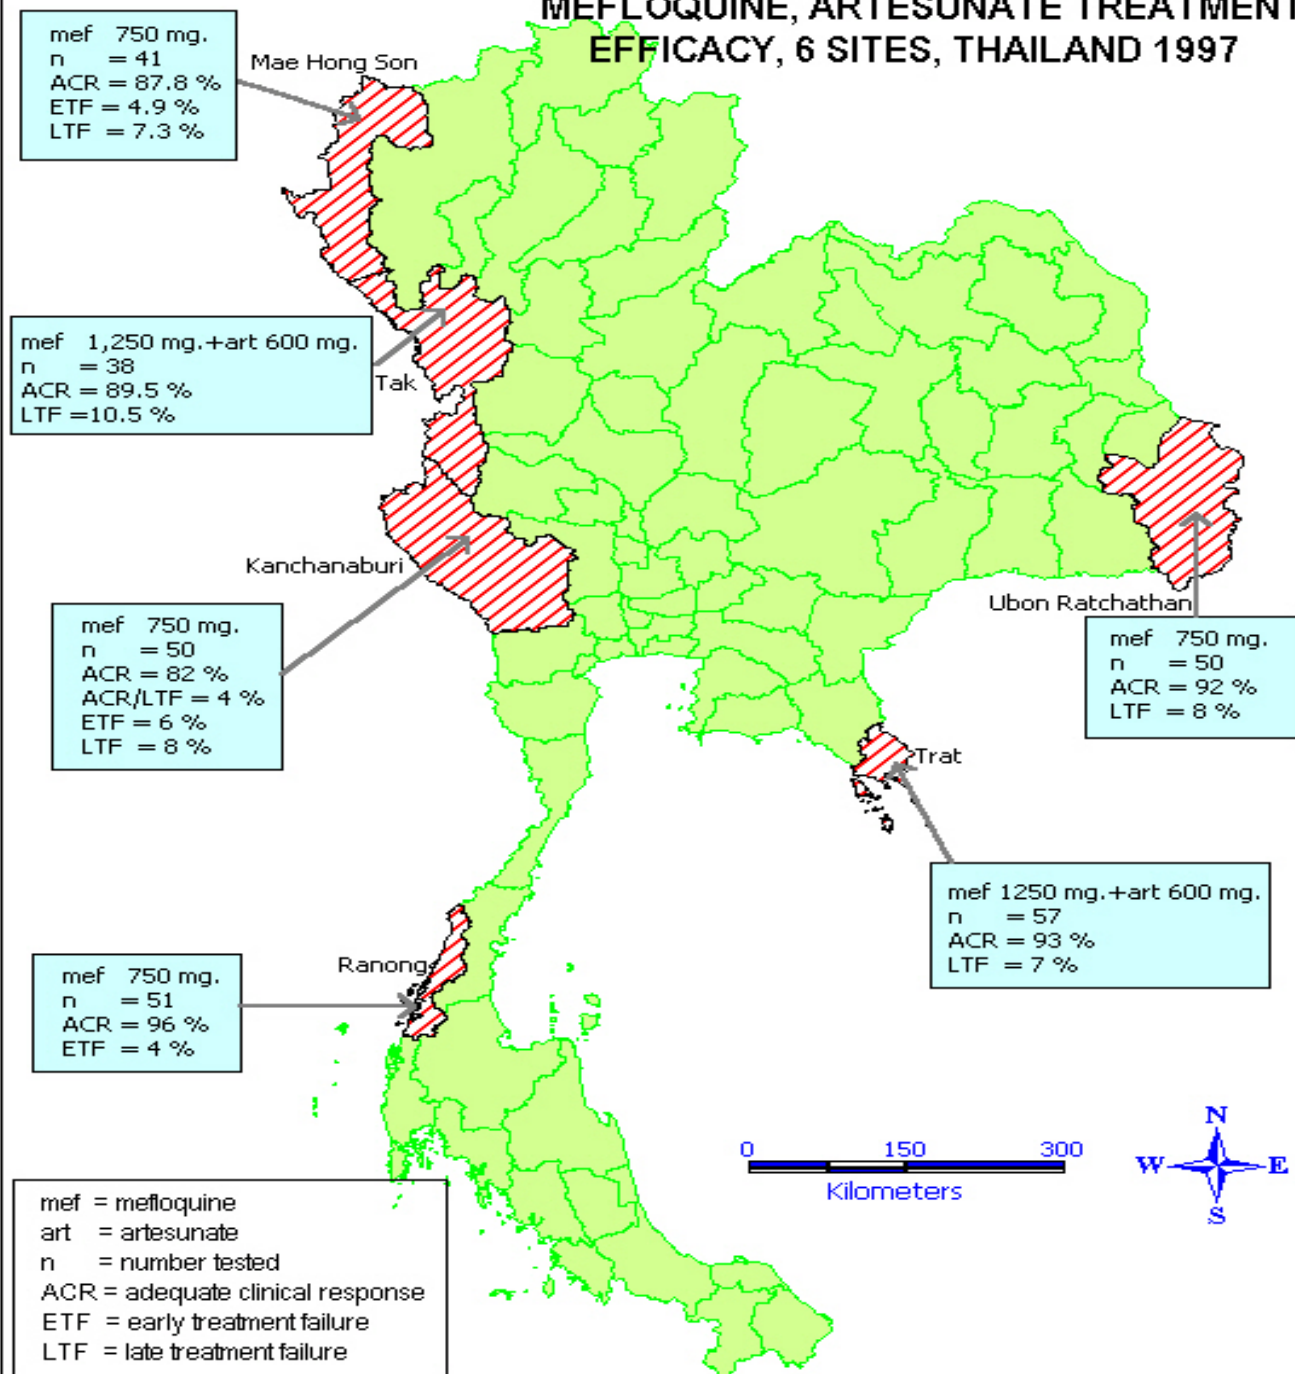 MEFLOQUINE, ARTESUNATE TREATMENT
EFFICACY, 6 SITES, THAILAND 1997
mef 750 mg.
n = 41
ACR = 87.8 %
ETF = 4.9 %
LTF = 7.3 %
Mae Hong Son
mef 1,250 mg.+art 600 mg.
n = 38
ACR = 89.5 %
LTF =10.5 %
Tak
Kanchanaburi
mef 750 mg.
n = 50
ACR = 82 %
ACR/LTF = 4 %
ETF = 6 %
LTF = 8 %
Ubon Ratchathan
mef 750 mg.
n = 50
ACR = 92 %
LTF = 8 %
Trat
mef 1250 mg.+art 600 mg.
n = 57
ACR = 93 %
LTF = 7 %
Ranong
mef 750 mg.
n = 51
ACR = 96 %
ETF = 4 %
0 150 300
Kilometers
N
W E
S
mef = mefloquine
art = artesunate
n = number tested
ACR = adequate clinical response
ETF = early treatment failure
LTF = late treatment failure